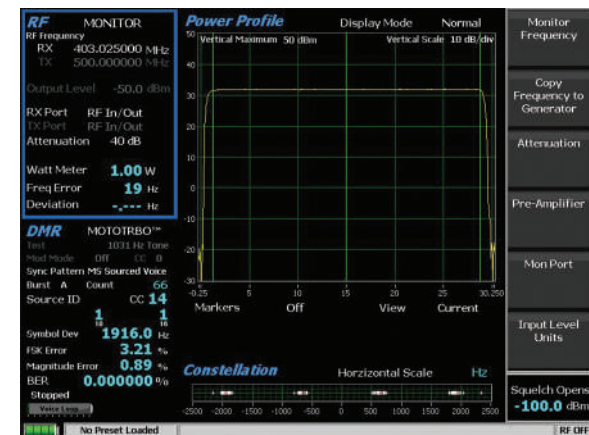 RF MONITOR
RF Frequency
RX 403.025000 MHz
TX 500.000000 MHz
Output Level -50.0 dBm
RX Port RF In/Out
TX Port RF In/Out
Attenuation 40 dB
Watt Meter 1.00 W
Freq Error 19 Hz
Deviation -.--- Hz
DMR MOTOTRBO™
Test 1031 Hz Tone
Mod Mode Off CC 0
Sync Pattern MS Sourced Voice
Burst A Count 66
Source ID CC 14
1 1
10 16
Symbol Dev 1916.0 Hz
FSK Error 3.21 %
Magnitude Error 0.89 %
BER 0.000000 %
Stopped
Voice Loop
No Preset Loaded
Power Profile Display Mode Normal
Vertical Maximum 50 dBm Vertical Scale 10 dB/div
50
40
30
20
10
0
-10
-20
-30
-0.25 5 10 15 20 25 30.250
Markers Off View Current
Constellation Horzizontal Scale Hz
-2500 -2000 -1500 -1000 -500 0 500 1000 1500 2000 2500
Monitor
Frequency
Copy
Frequency to
Generator
Attenuation
Pre-Amplifier
Mon Port
Input Level
Units
Squelch Opens
-100.0 dBm
RF OFF